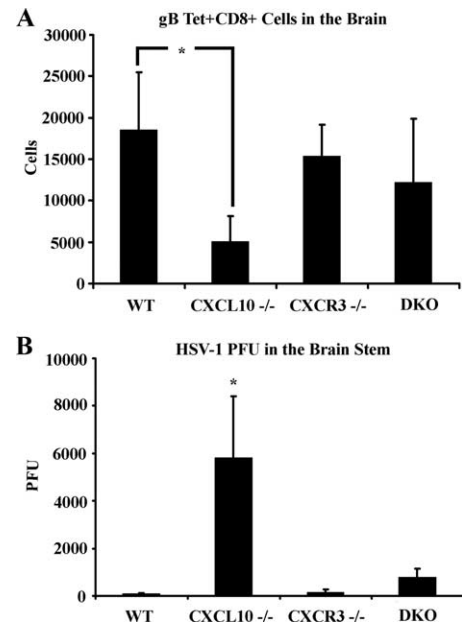 A
gB Tet+CD8+ Cells in the Brain
30000
25000
20000
15000
10000
5000
0
Cells
*
WT CXCL10 -/- CXCR3 -/- DKO
B
HSV-1 PFU in the Brain Stem
10000
8000
6000
4000
2000
0
PFU
*
WT CXCL10 -/- CXCR3 -/- DKO